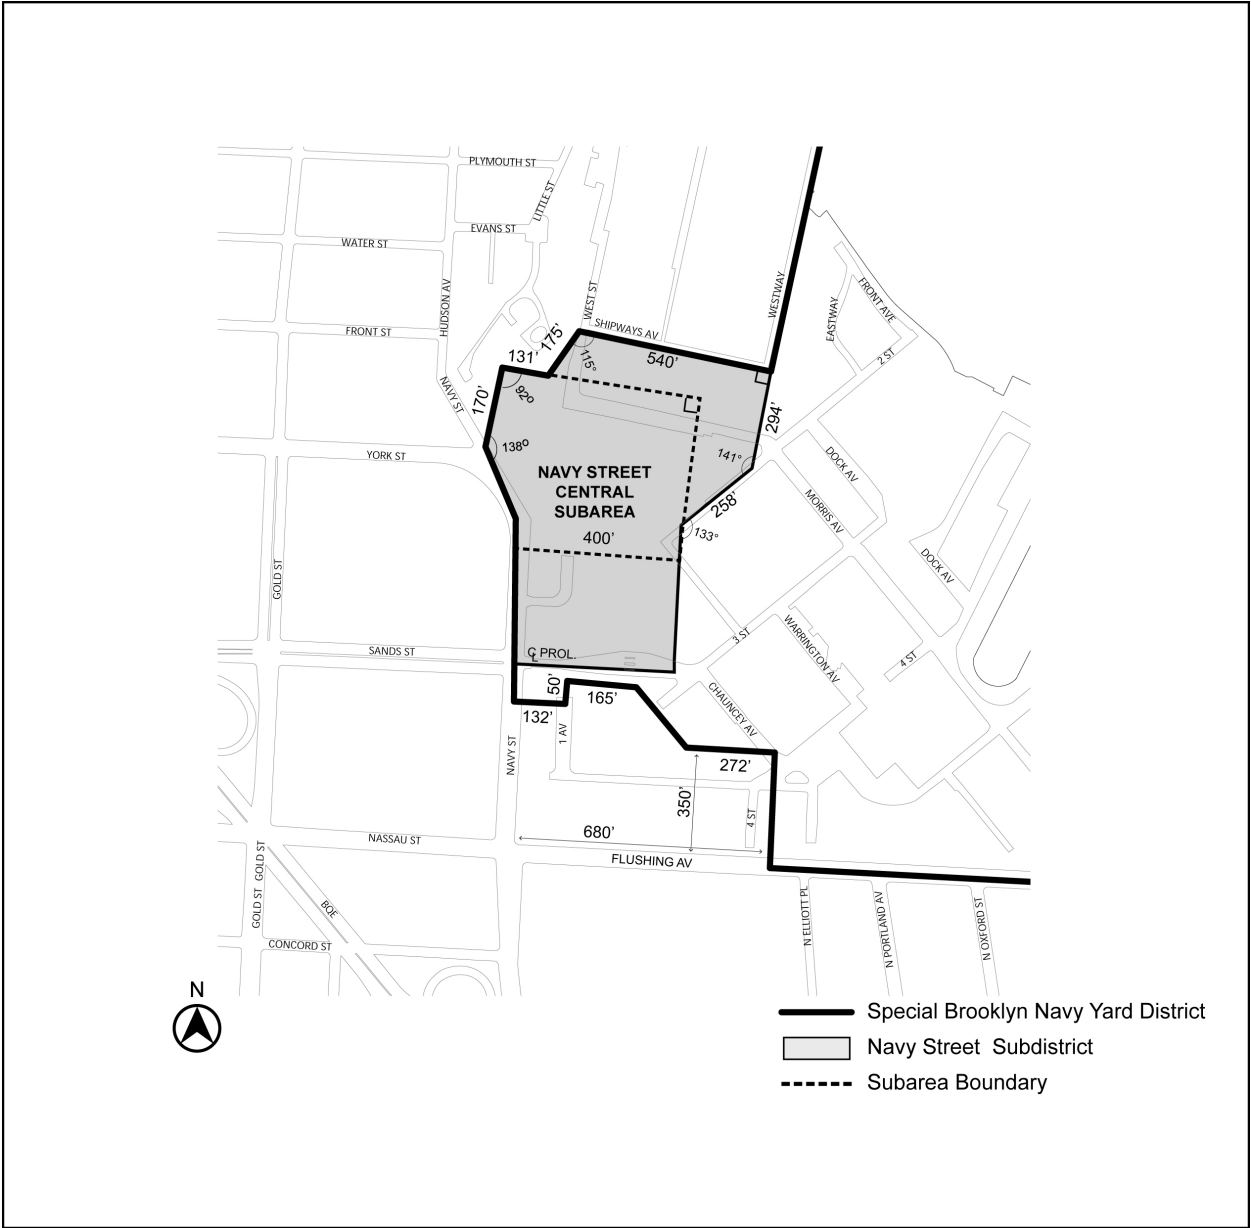 PLYMOUTH ST
LITTLE ST
EVANS ST
WATER ST
HUDSON AV
WEST ST
WESTWAY
EASTWAY
FRONT AVE
FRONT ST
SHIPWAYS AV
2 ST
175’
131’
115°
540’
170’
92º
NAVY ST
294’
138º
YORK ST
141°
DOCK AV
NAVY STREET
CENTRAL
SUBAREA
258’
MORRIS AV
133°
400’
GOLD ST
DOCK AV
SANDS ST
℄ PROL.
3 ST
WARRINGTON AV
4 ST
50’
165’
132’
CHAUNCEY AV
1 AV
NAVY ST
272’
350’
4 ST
680’
NASSAU ST
FLUSHING AV
GOLD ST
GOLD ST
BQE
CONCORD ST
N ELLIOTT PL
N PORTLAND AV
N OXFORD ST
N
Special Brooklyn Navy Yard District
Navy Street Subdistrict
Subarea Boundary